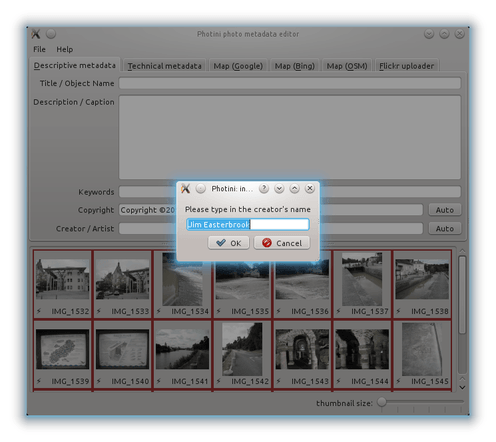 Photini photo metadata editor
File Help
Descriptive metadata Technical metadata Map (Google) Map (Bing) Map (OSM) Flickr uploader
Title / Object Name
Description / Caption
Photini: in...
Please type in the creator's name
Keywords
Jim Easterbrook
Copyright Copyright ©20 Auto
Creator / Artist Auto
OK Cancel
IMG_1532 IMG_1533 IMG_1534 IMG_1535 IMG_1536 IMG_1537 IMG_1538
IMG_1539 IMG_1540 IMG_1541 IMG_1542 IMG_1543 IMG_1544 IMG_1545
thumbnail size: